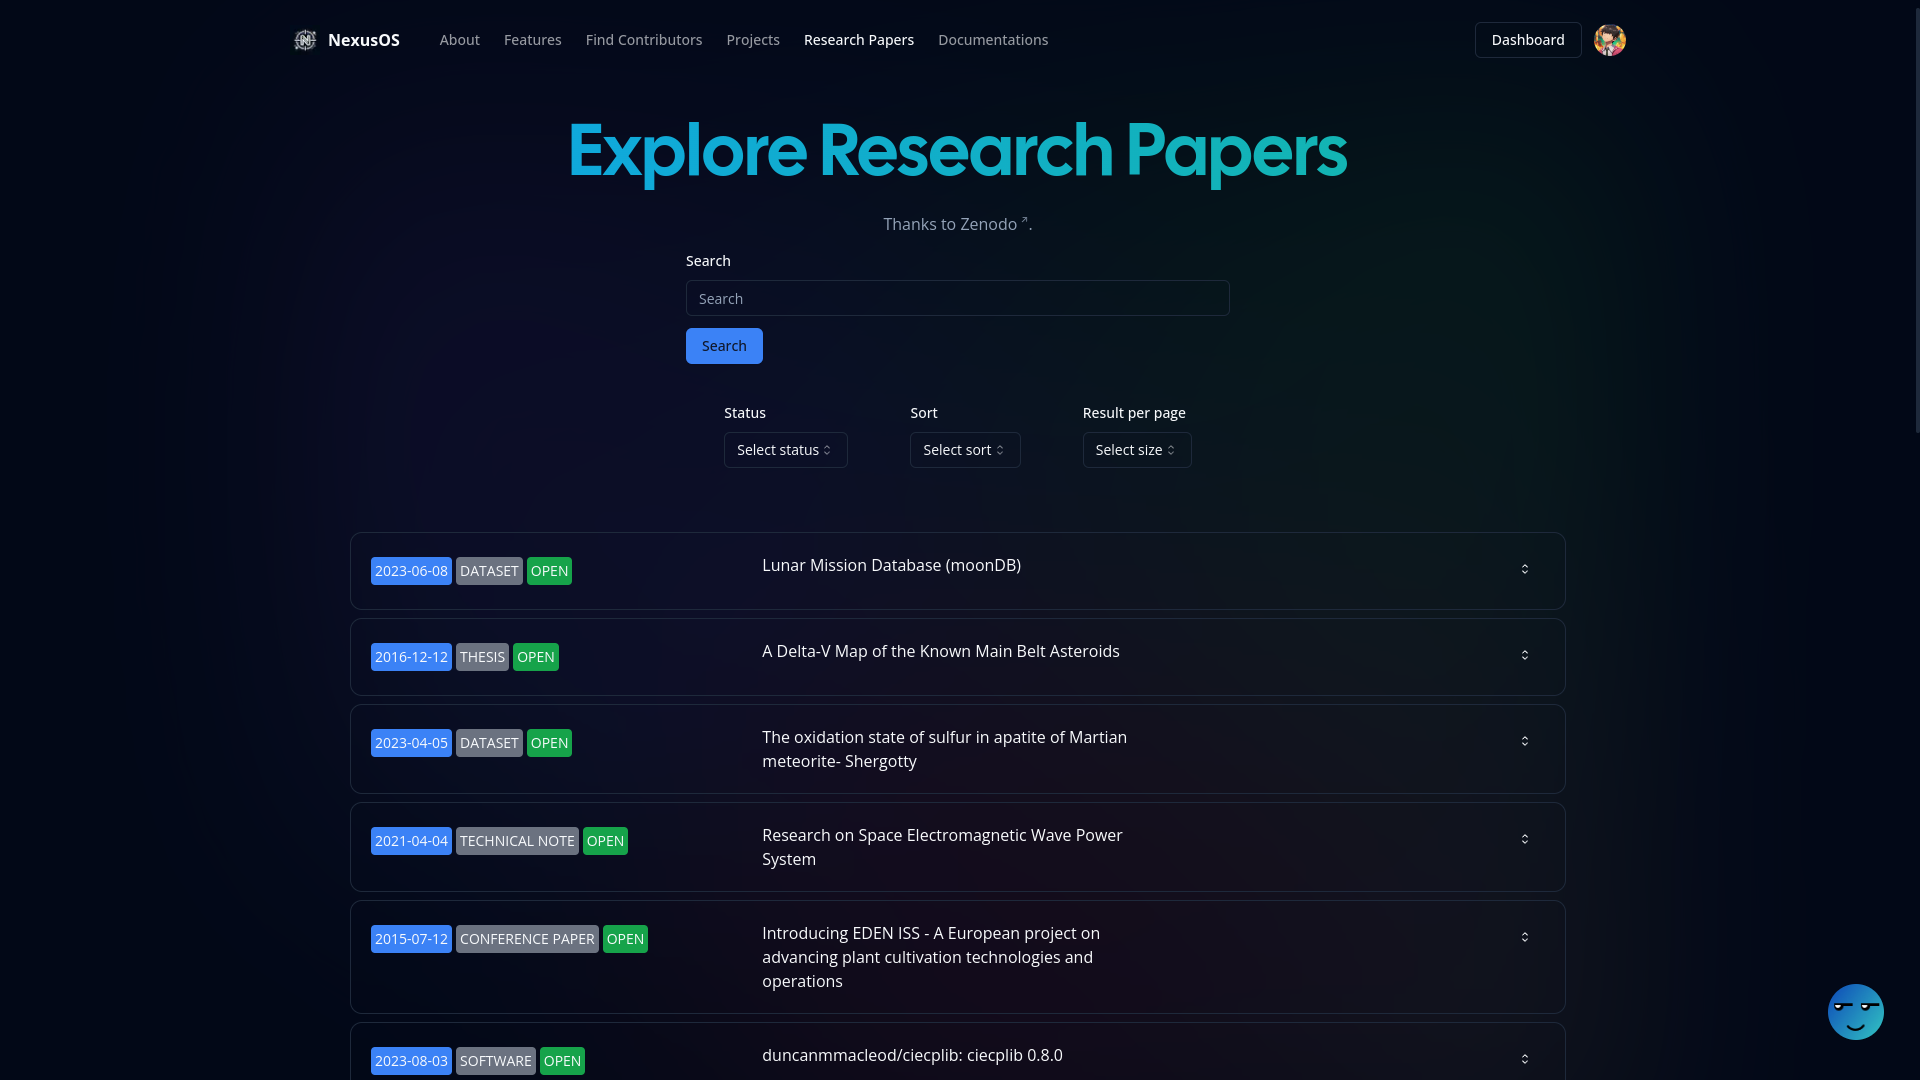 NexusOS
About
Features
Find Contributors
Projects
Research Papers
Documentations
Dashboard
Explore Research Papers
Thanks to Zenodo ↗.
Search
Search
Search
Status
Sort
Result per page
Select status
Select sort
Select size
2023-06-08 DATASET OPEN
Lunar Mission Database (moonDB)
2016-12-12 THESIS OPEN
A Delta-V Map of the Known Main Belt Asteroids
2023-04-05 DATASET OPEN
The oxidation state of sulfur in apatite of Martian
meteorite- Shergotty
2021-04-04 TECHNICAL NOTE OPEN
Research on Space Electromagnetic Wave Power
System
2015-07-12 CONFERENCE PAPER OPEN
Introducing EDEN ISS - A European project on
advancing plant cultivation technologies and
operations
2023-08-03 SOFTWARE OPEN
duncanmmacleod/ciecplib: ciecplib 0.8.0